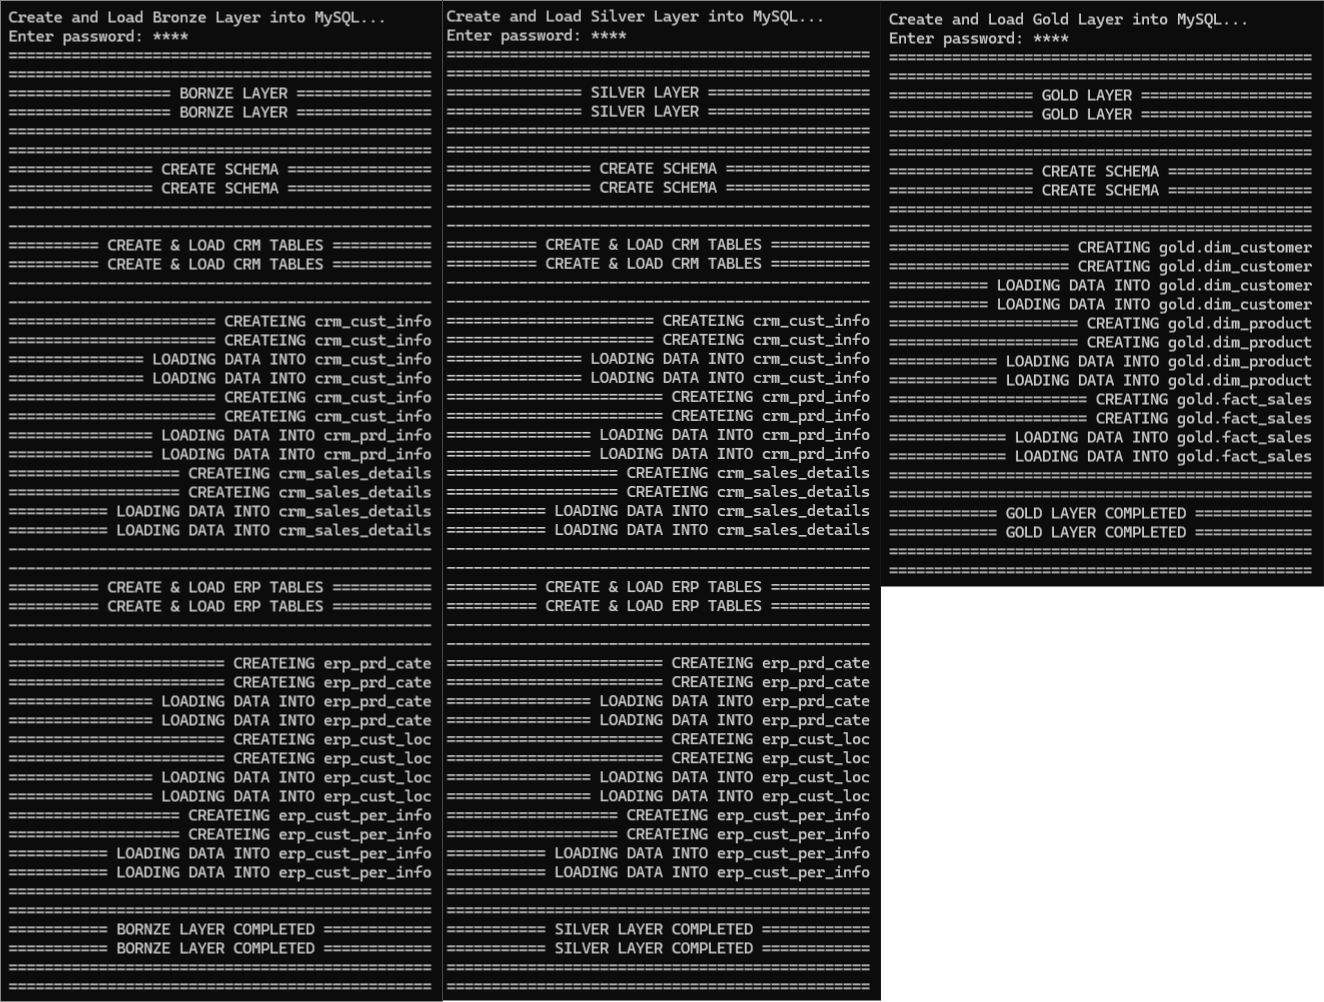 Create and Load Bronze Layer into MySQL...
Enter password: ****
===============================================
===============================================
================== BORNZE LAYER ===============
================== BORNZE LAYER ===============
===============================================
===============================================
================ CREATE SCHEMA ================
================ CREATE SCHEMA ================
-----------------------------------------------
-----------------------------------------------
========== CREATE & LOAD CRM TABLES ===========
========== CREATE & LOAD CRM TABLES ===========
-----------------------------------------------
-----------------------------------------------
======================= CREATEING crm_cust_info
======================= CREATEING crm_cust_info
=============== LOADING DATA INTO crm_cust_info
=============== LOADING DATA INTO crm_cust_info
======================= CREATEING crm_cust_info
======================= CREATEING crm_cust_info
================ LOADING DATA INTO crm_prd_info
================ LOADING DATA INTO crm_prd_info
=================== CREATEING crm_sales_details
=================== CREATEING crm_sales_details
=========== LOADING DATA INTO crm_sales_details
=========== LOADING DATA INTO crm_sales_details
-----------------------------------------------
-----------------------------------------------
========== CREATE & LOAD ERP TABLES ===========
========== CREATE & LOAD ERP TABLES ===========
-----------------------------------------------
-----------------------------------------------
======================== CREATEING erp_prd_cate
======================== CREATEING erp_prd_cate
================ LOADING DATA INTO erp_prd_cate
================ LOADING DATA INTO erp_prd_cate
======================== CREATEING erp_cust_loc
======================== CREATEING erp_cust_loc
================ LOADING DATA INTO erp_cust_loc
================ LOADING DATA INTO erp_cust_loc
=================== CREATEING erp_cust_per_info
=================== CREATEING erp_cust_per_info
=========== LOADING DATA INTO erp_cust_per_info
=========== LOADING DATA INTO erp_cust_per_info
===============================================
===============================================
=========== BORNZE LAYER COMPLETED ============
=========== BORNZE LAYER COMPLETED ============
===============================================
===============================================
Create and Load Silver Layer into MySQL...
Enter password: ****
===============================================
===============================================
=============== SILVER LAYER ==================
=============== SILVER LAYER ==================
===============================================
===============================================
================ CREATE SCHEMA ================
================ CREATE SCHEMA ================
-----------------------------------------------
-----------------------------------------------
========== CREATE & LOAD CRM TABLES ===========
========== CREATE & LOAD CRM TABLES ===========
-----------------------------------------------
-----------------------------------------------
======================= CREATEING crm_cust_info
======================= CREATEING crm_cust_info
=============== LOADING DATA INTO crm_cust_info
=============== LOADING DATA INTO crm_cust_info
======================== CREATEING crm_prd_info
======================== CREATEING crm_prd_info
================ LOADING DATA INTO crm_prd_info
================ LOADING DATA INTO crm_prd_info
=================== CREATEING crm_sales_details
=================== CREATEING crm_sales_details
=========== LOADING DATA INTO crm_sales_details
=========== LOADING DATA INTO crm_sales_details
-----------------------------------------------
-----------------------------------------------
========== CREATE & LOAD ERP TABLES ===========
========== CREATE & LOAD ERP TABLES ===========
-----------------------------------------------
-----------------------------------------------
======================== CREATEING erp_prd_cate
======================== CREATEING erp_prd_cate
================ LOADING DATA INTO erp_prd_cate
================ LOADING DATA INTO erp_prd_cate
======================== CREATEING erp_cust_loc
======================== CREATEING erp_cust_loc
================ LOADING DATA INTO erp_cust_loc
================ LOADING DATA INTO erp_cust_loc
=================== CREATEING erp_cust_per_info
=================== CREATEING erp_cust_per_info
=========== LOADING DATA INTO erp_cust_per_info
=========== LOADING DATA INTO erp_cust_per_info
===============================================
===============================================
=========== SILVER LAYER COMPLETED ============
=========== SILVER LAYER COMPLETED ============
===============================================
===============================================
Create and Load Gold Layer into MySQL...
Enter password: ****
===============================================
===============================================
================ GOLD LAYER ===================
================ GOLD LAYER ===================
===============================================
===============================================
================ CREATE SCHEMA ================
================ CREATE SCHEMA ================
===============================================
===============================================
==================== CREATING gold.dim_customer
==================== CREATING gold.dim_customer
=========== LOADING DATA INTO gold.dim_customer
=========== LOADING DATA INTO gold.dim_customer
===================== CREATING gold.dim_product
===================== CREATING gold.dim_product
============ LOADING DATA INTO gold.dim_product
============ LOADING DATA INTO gold.dim_product
====================== CREATING gold.fact_sales
====================== CREATING gold.fact_sales
============= LOADING DATA INTO gold.fact_sales
============= LOADING DATA INTO gold.fact_sales
===============================================
===============================================
============ GOLD LAYER COMPLETED =============
============ GOLD LAYER COMPLETED =============
===============================================
===============================================